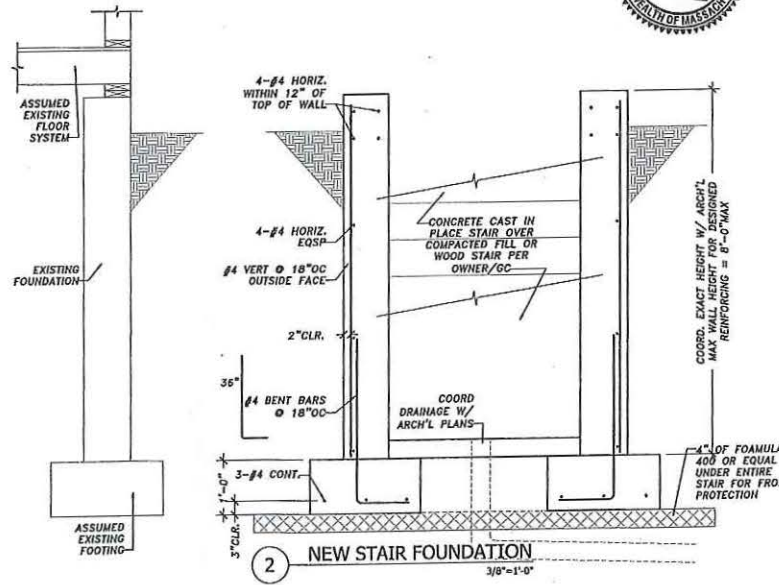 EALTH OF MASSACH
ASSUMED
EXISTING
FLOOR
SYSTEM
4-#4 HORIZ.
WITHIN 12" OF
TOP OF WALL
4-#4 HORIZ.
EQSP
EXISTING
FOUNDATION
#4 VERT @ 18"OC
OUTSIDE FACE
CONCRETE CAST IN
PLACE STAIR OVER
COMPACTED FILL OR
WOOD STAIR PER
OWNER/GC
COORD. EXACT HEIGHT W/ ARCH'L
MAX WALL HEIGHT FOR DESIGNED
REINFORCING = 8'-0"MAX
2"CLR.
36"
#4 BENT BARS
@ 18"OC
COORD
DRAINAGE W/
ARCH'L PLANS
3-#4 CONT.
1'-0"
3"CLR.
4" OF FOAMULA
400 OR EQUAL
UNDER ENTIRE
STAIR FOR FROS
PROTECTION
ASSUMED
EXISTING
FOOTING
2 NEW STAIR FOUNDATION
3/8"=1'-0"